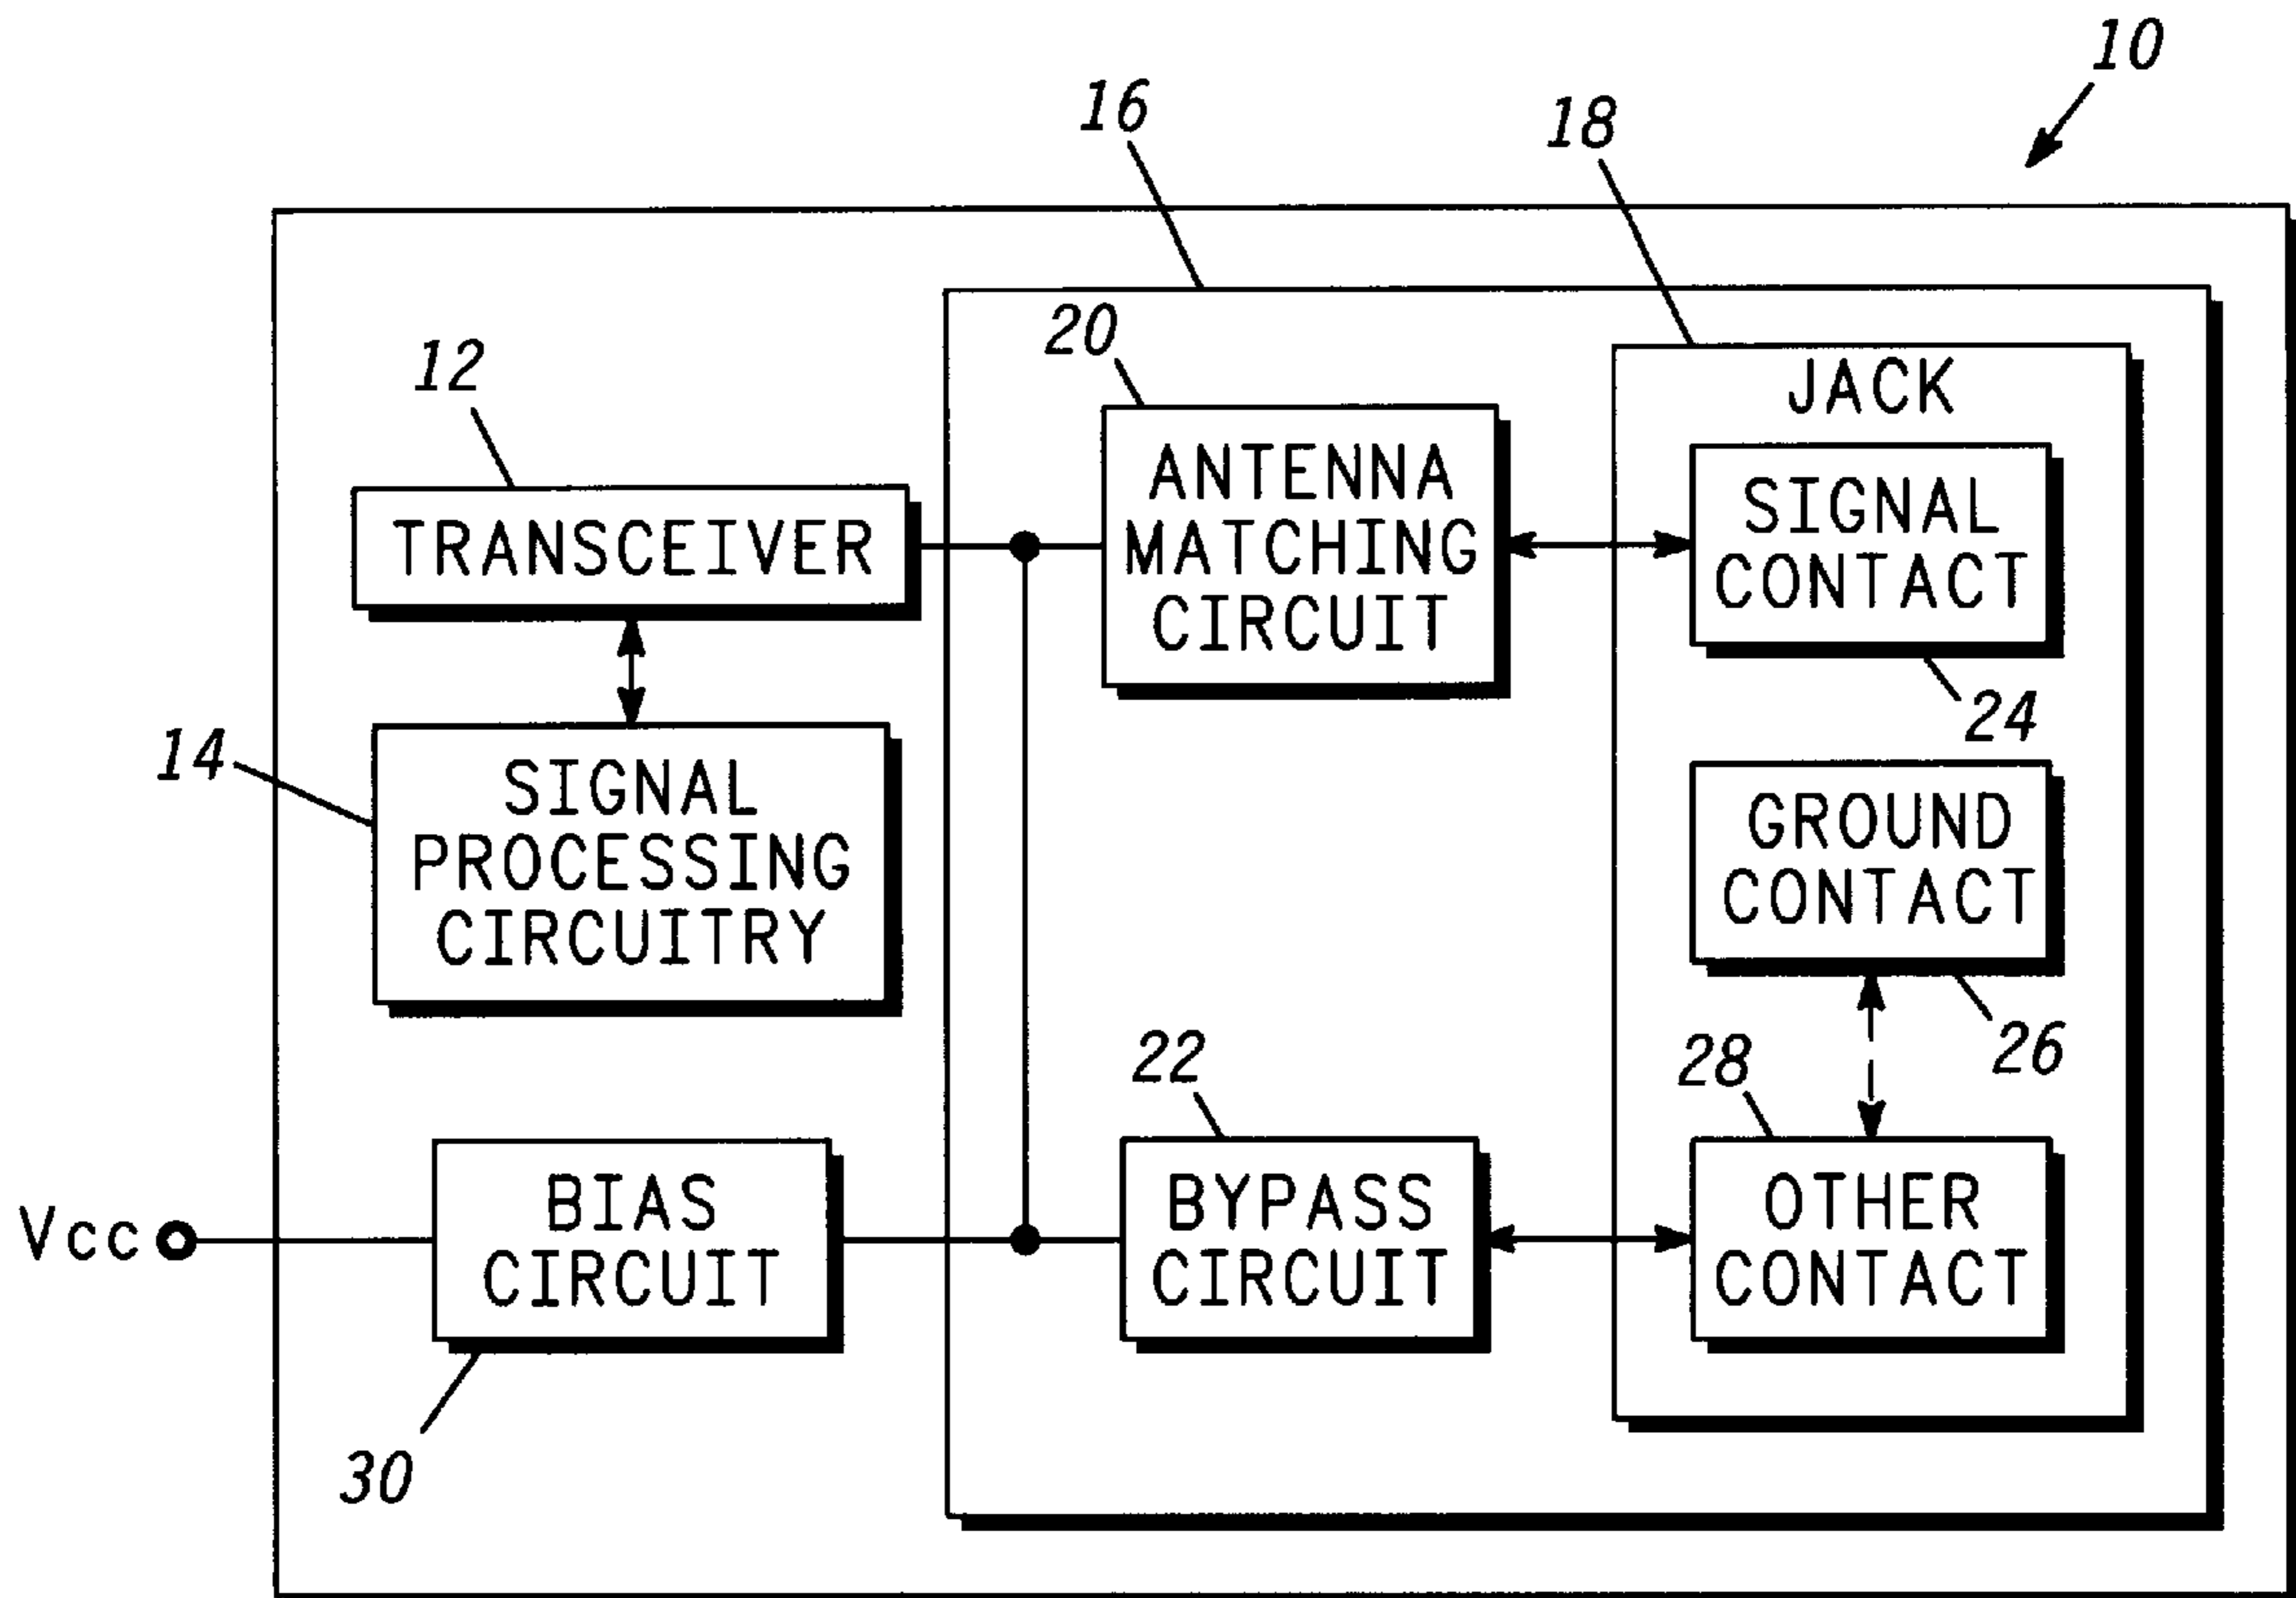 10
16
18
20
12
JACK
ANTENNA
MATCHING
CIRCUIT
SIGNAL
CONTACT
TRANSCEIVER
24
14
SIGNAL
PROCESSING
CIRCUITRY
GROUND
CONTACT
26
22
28
Vcc
BIAS
CIRCUIT
BYPASS
CIRCUIT
OTHER
CONTACT
30